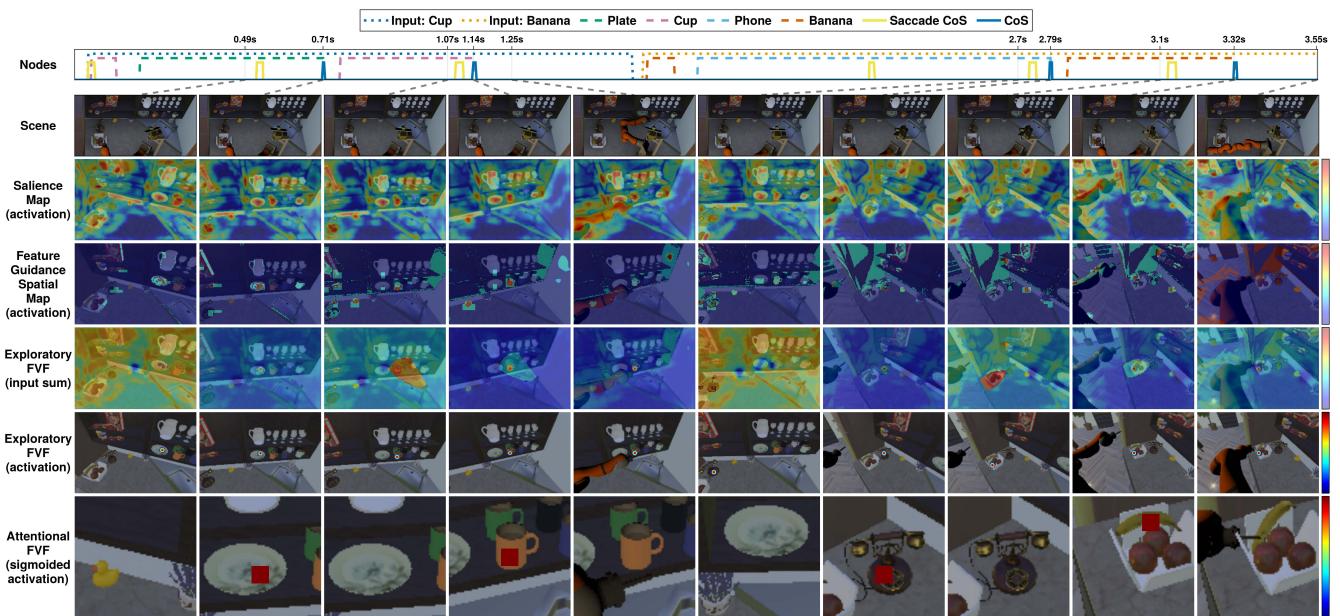 Input: Cup Input: Banana Plate Cup Phone Banana Saccade CoS CoS
0.49s 0.71s 1.07s 1.14s 1.25s 2.7s 2.79s 3.1s 3.32s 3.55s
Nodes
Scene
Salience
Map
(activation)
Feature
Guidance
Spatial
Map
(activation)
Exploratory
FVF
(input sum)
Exploratory
FVF
(activation)
Attentional
FVF
(sigmoided
activation)